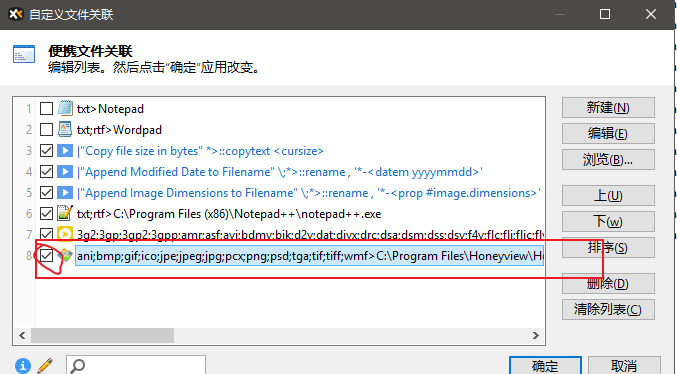 自定义文件关联
便携文件关联
编辑列表。然后点击“确定”应用改变。
1 txt>Notepad
2 txt;rtf>Wordpad
3 |"Copy file size in bytes" *>::copytext <cursize>
4 |"Append Modified Date to Filename" \;*>::rename , '*-<datem yyyymmdd>'
5 |"Append Image Dimensions to Filename" \;*>::rename , '*-<prop #image.dimensions>'
6 txt;rtf>C:\Program Files (x86)\Notepad++\notepad++.exe
7 3g2;3gp;3gp2;3gpp;amr;asf;avi;bdmv;bik;d2v;dat;divx;drc;dsa;dsm;dss;dsv;f4v;flc;fli;flic;flv
8 ani;bmp;gif;ico;jpe;jpeg;jpg;pcx;png;psd;tga;tif;tiff;wmf>C:\Program Files\Honeyview\Ho
新建(N)
编辑(E)
浏览(B)...
上(U)
下(w)
排序(S)
删除(D)
清除列表(C)
确定
取消